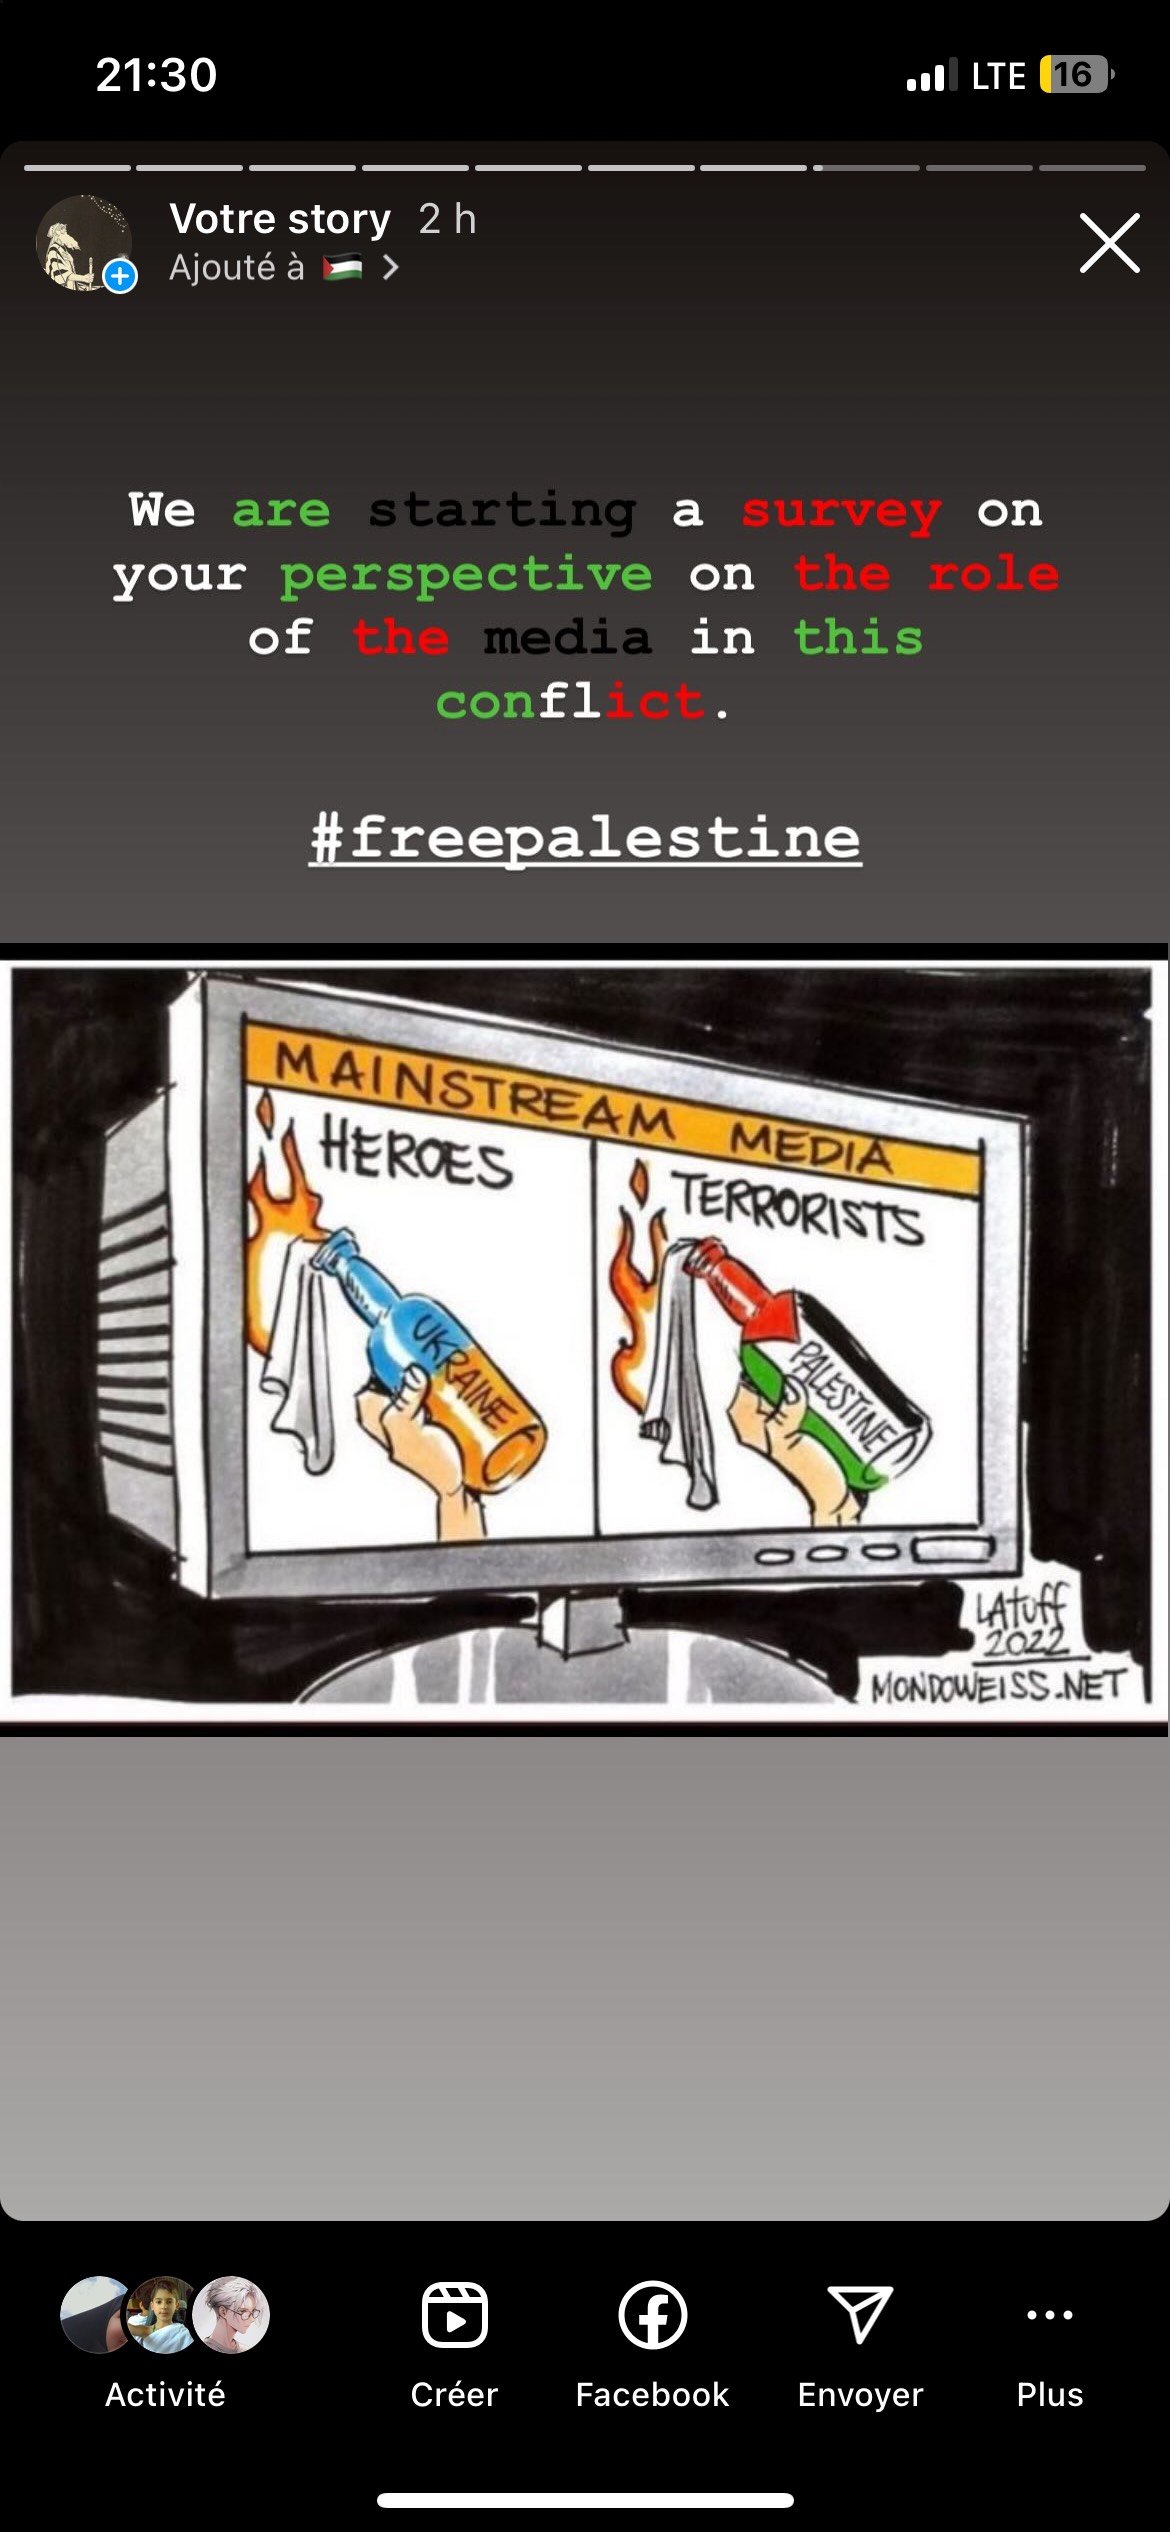 21:30 LTE 16
Votre story 2 h
Ajouté à
We are starting a survey on
your perspective on the role
of the media in this
conflict.
#freepalestine
MAINSTREAM MEDIA
HEROES
TERRORISTS
UKRAINE
PALESTINE
LATUFF
2022
MONDOWEISS.NET
Activité Créer Facebook Envoyer Plus